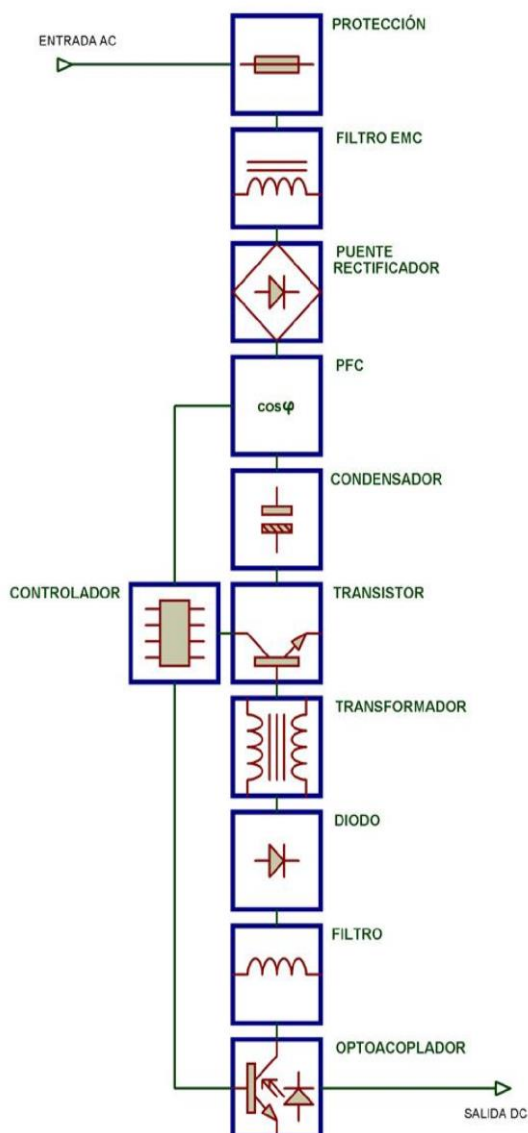 PROTECCIÓN
ENTRADA AC
FILTRO EMC
PUENTE
RECTIFICADOR
PFC
cosφ
CONDENSADOR
CONTROLADOR
TRANSISTOR
TRANSFORMADOR
DIODO
FILTRO
OPTOACOPLADOR
SALIDA DC